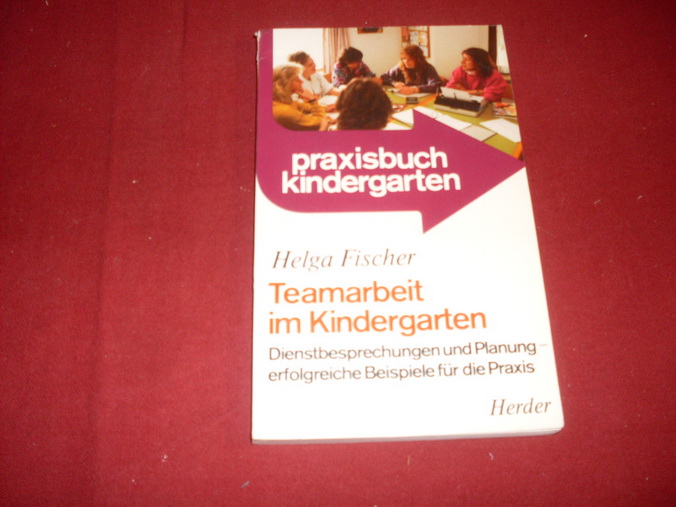 praxisbuch
kindergarten
Helga Fischer
Teamarbeit
im Kindergarten
Dienstbesprechungen und Planung –
erfolgreiche Beispiele für die Praxis
Herder